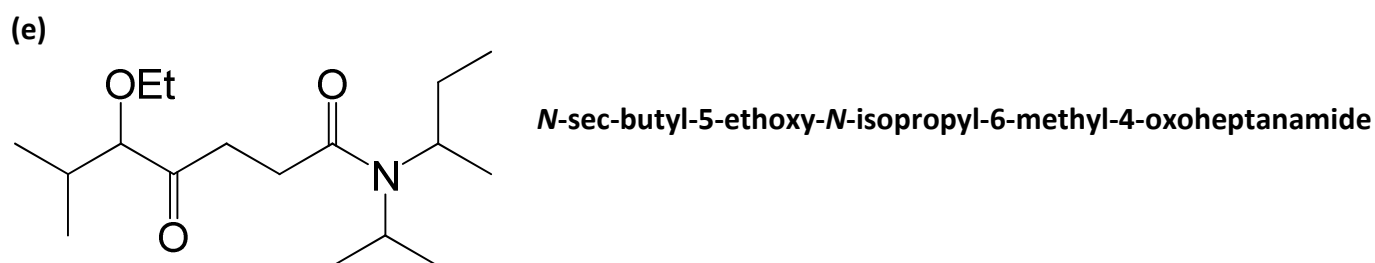 (e)
OEt
O
N-sec-butyl-5-ethoxy-N-isopropyl-6-methyl-4-oxoheptanamide
N
O